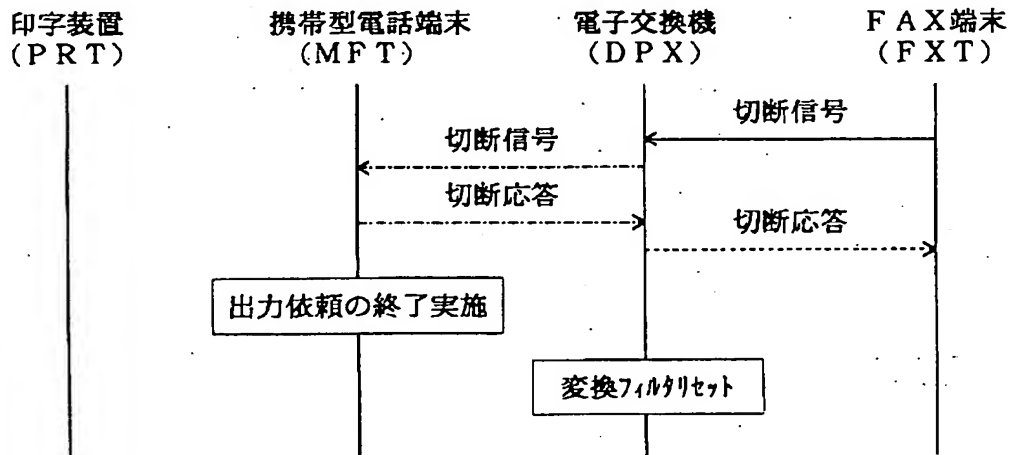 印字装置 携帯型電話端末 電子交換機 FAX端末
(PRT) (MFT) (DPX) (FXT)
切断信号
切断信号
切断応答
切断応答
出力依頼の終了実施
変換フィルタリセット